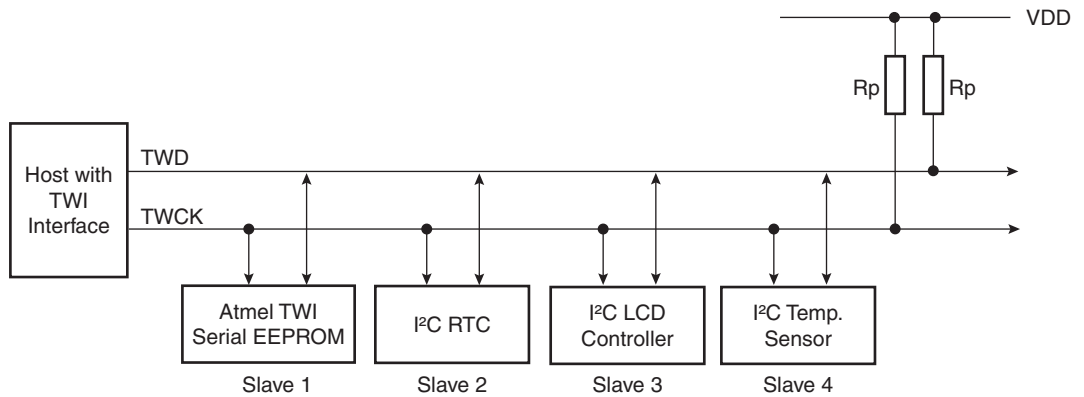 VDD
Rp Rp
TWD
Host with
TWI
Interface
TWCK
Atmel TWI
Serial EEPROM
I²C RTC
I²C LCD
Controller
I²C Temp.
Sensor
Slave 1
Slave 2
Slave 3
Slave 4